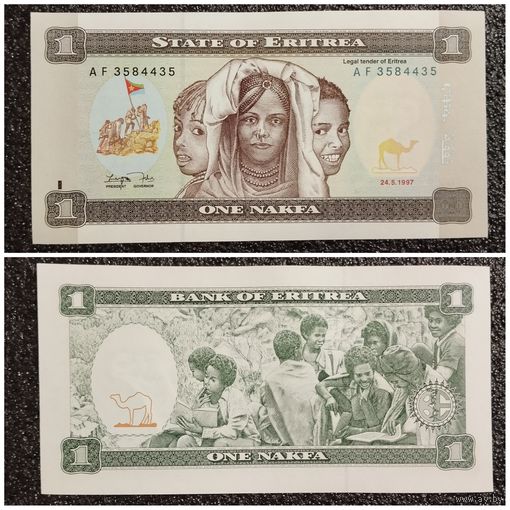 1 STATE OF ERITREA 1
Legal tender of Eritrea
AF 3584435 AF 3584435
PRESIDENT GOVERNOR
24.5.1997
1 ONE NAKFA
1 BANK OF ERITREA 1
1 ONE NAKFA 1